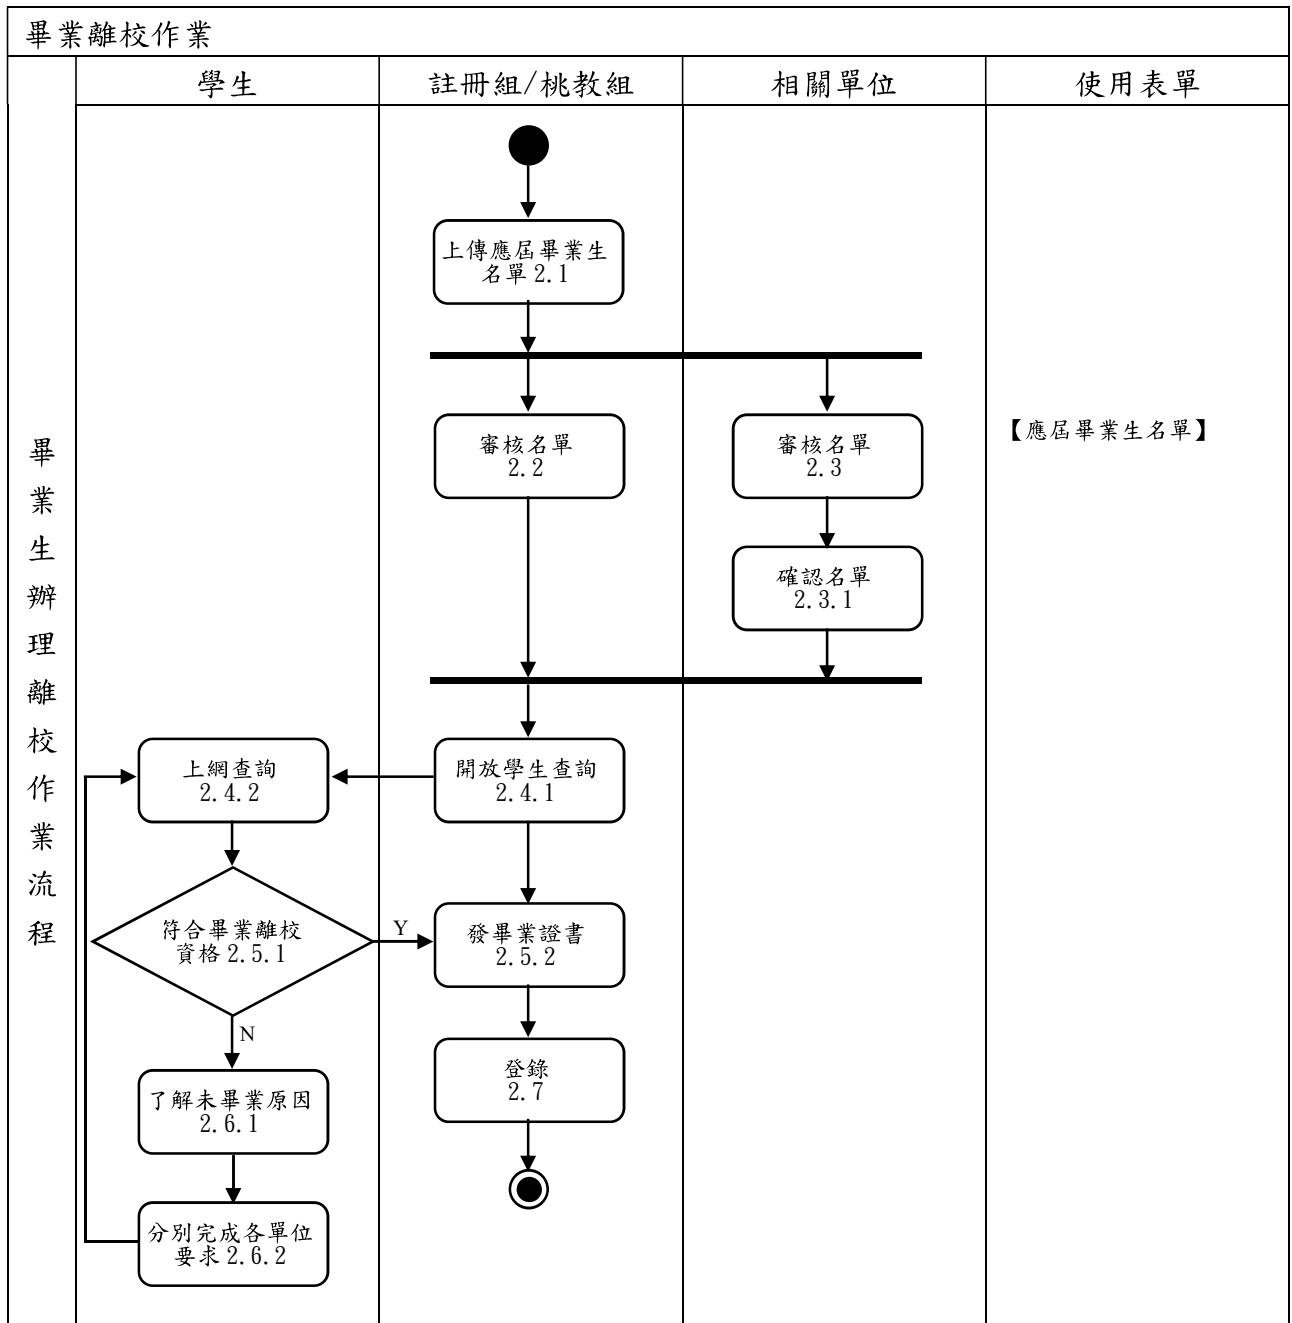 畢業離校作業
學生
註冊組/桃教組
相關單位
使用表單
畢業生辦理離校作業流程
上傳應屆畢業生
名單 2.1
審核名單
2.2
審核名單
2.3
【應屆畢業生名單】
確認名單
2.3.1
上網查詢
2.4.2
開放學生查詢
2.4.1
符合畢業離校
資格 2.5.1
Y
發畢業證書
2.5.2
N
登錄
2.7
了解未畢業原因
2.6.1
分別完成各單位
要求 2.6.2